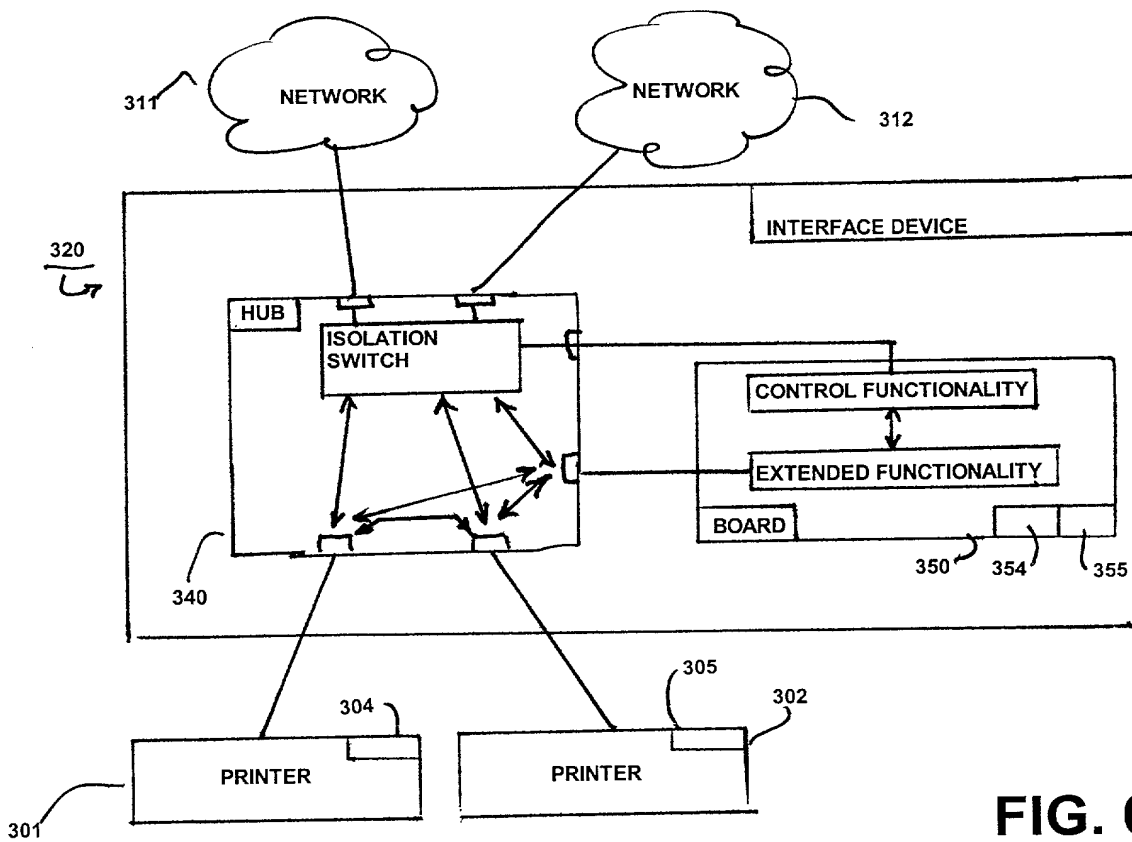 NETWORK
NETWORK
311
312
INTERFACE DEVICE
320
HUB
ISOLATION
SWITCH
CONTROL FUNCTIONALITY
EXTENDED FUNCTIONALITY
BOARD
350
354
355
340
304
305
302
PRINTER
PRINTER
301
FIG.